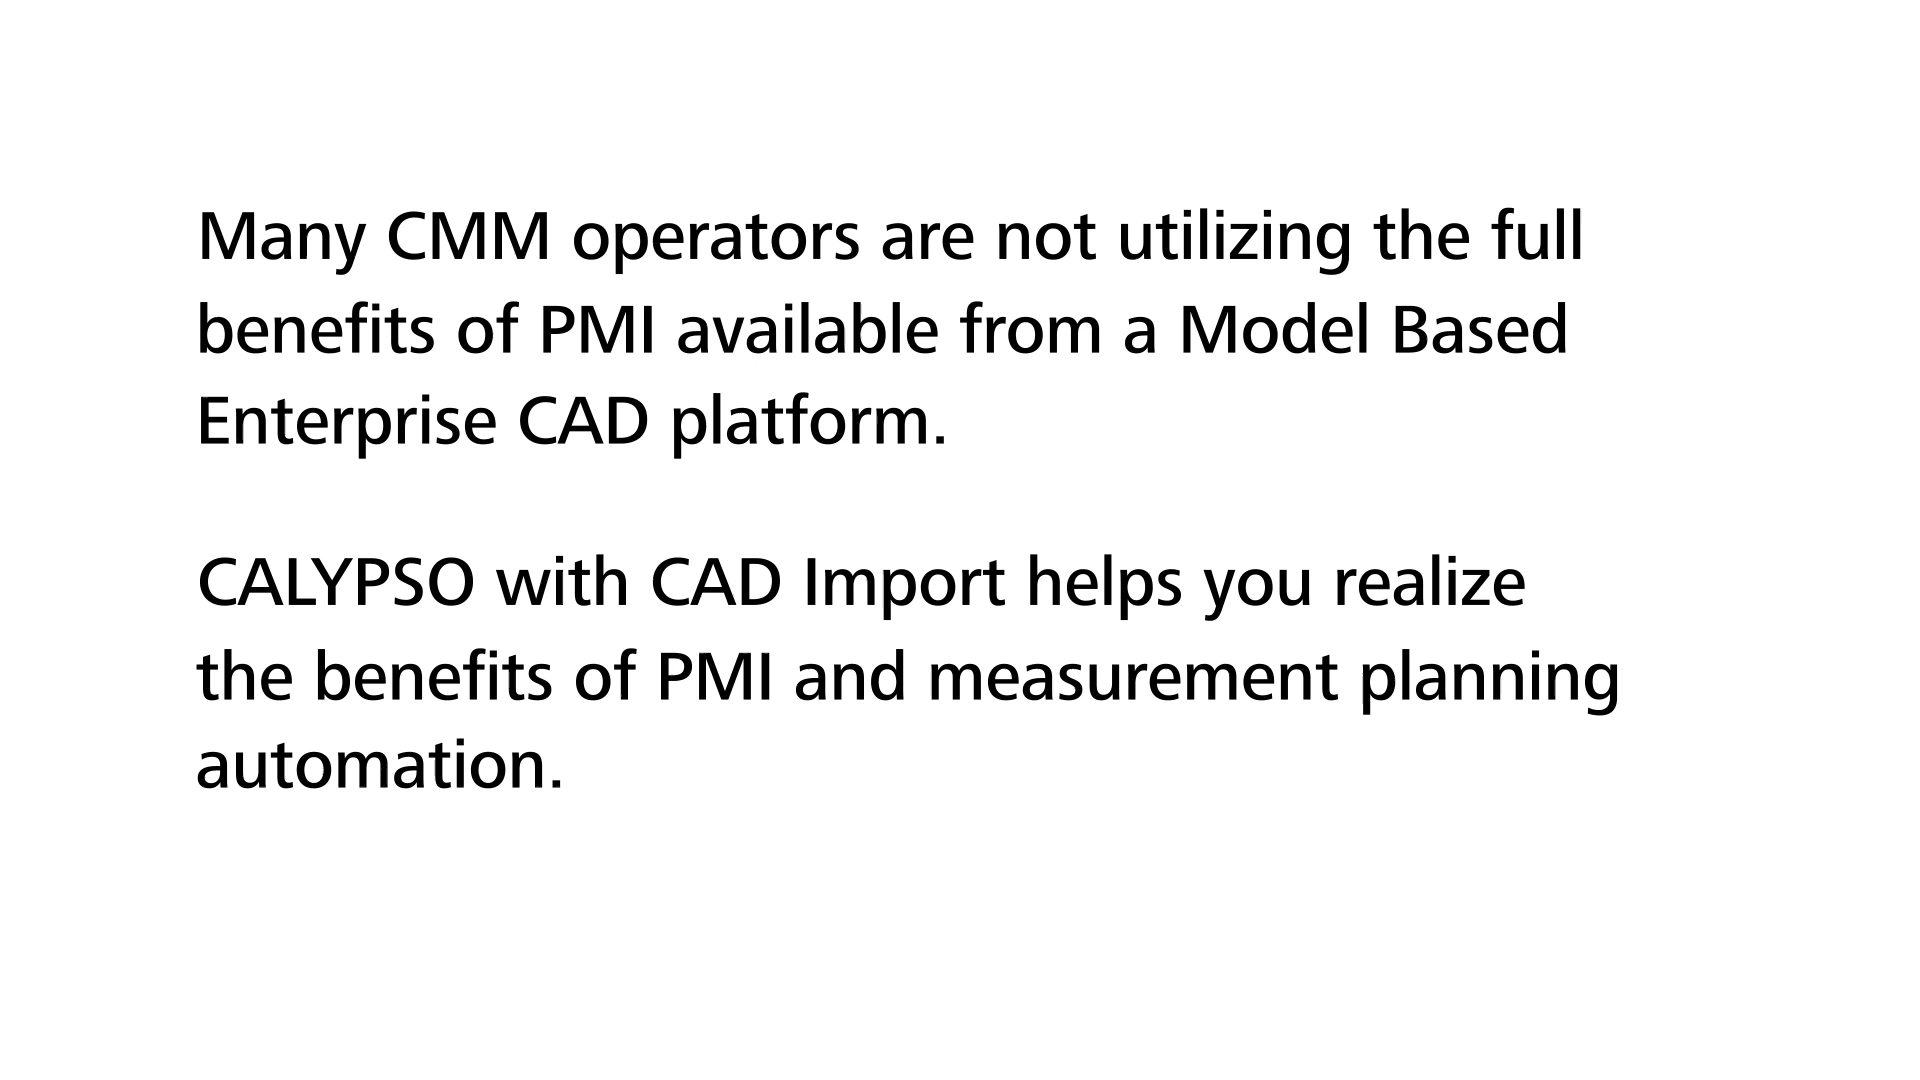 Many CMM operators are not utilizing the full
benefits of PMI available from a Model Based
Enterprise CAD platform.
CALYPSO with CAD Import helps you realize
the benefits of PMI and measurement planning
automation.